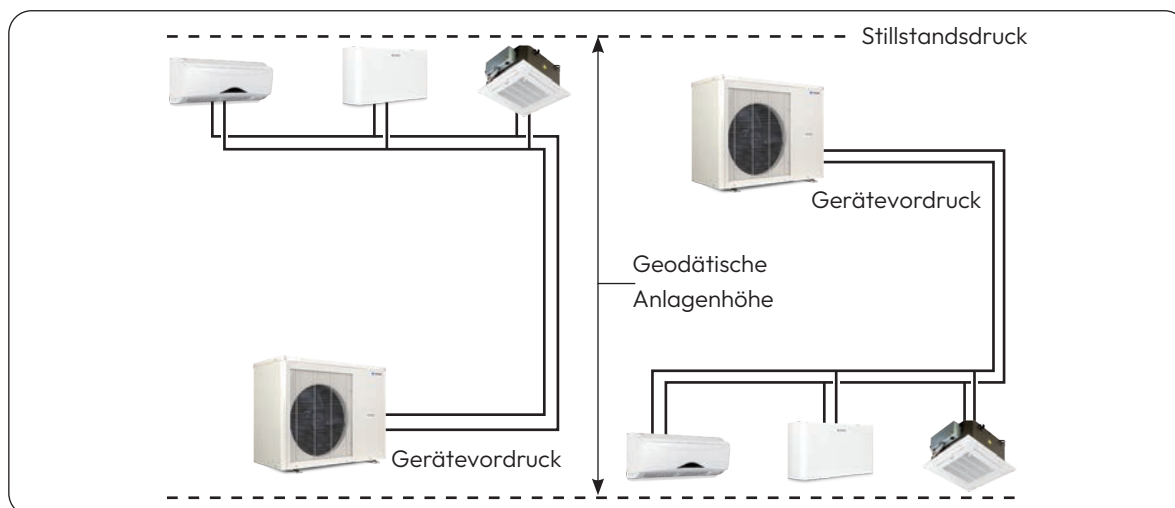 Stillstandsdruck
Gerätevordruck
Geodätische
Anlagenhöhe
Gerätevordruck